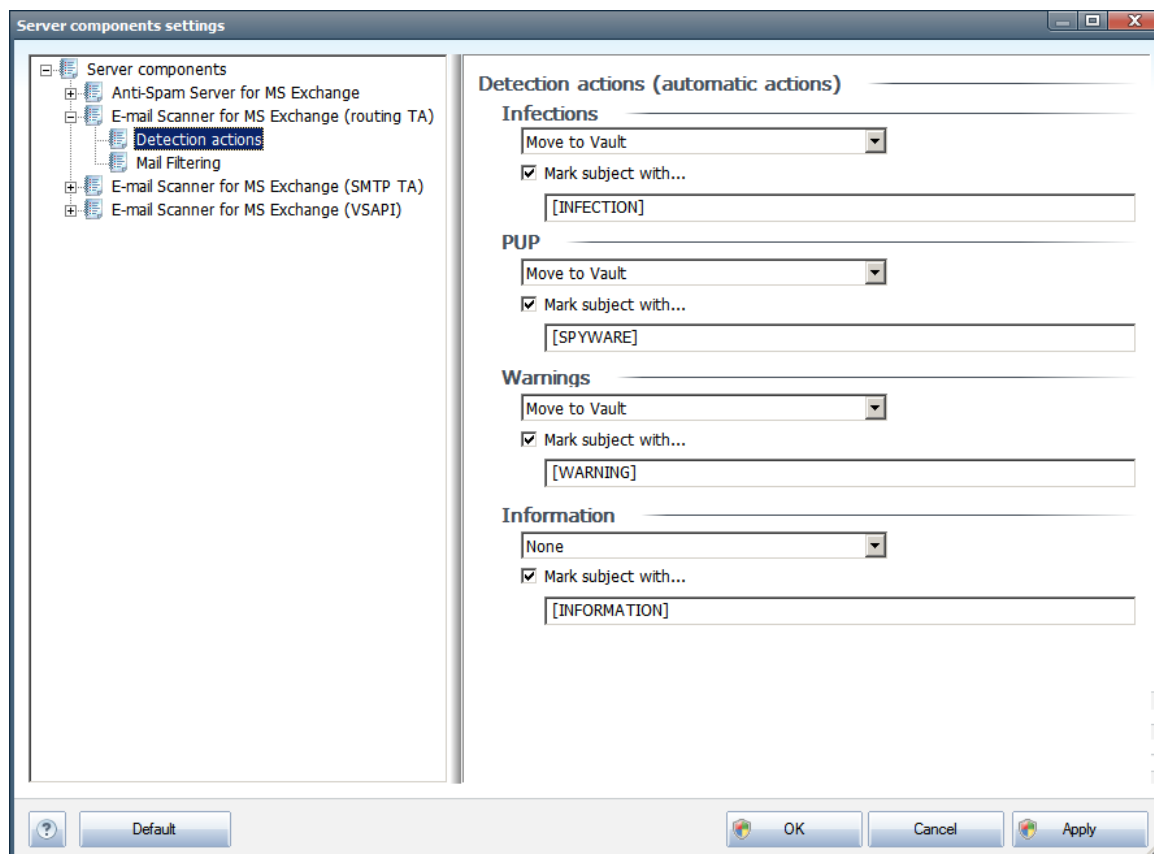 Server components settings
Server components
Anti-Spam Server for MS Exchange
E-mail Scanner for MS Exchange (routing TA)
Detection actions
Mail Filtering
E-mail Scanner for MS Exchange (SMTP TA)
E-mail Scanner for MS Exchange (VSAPI)
Detection actions (automatic actions)
Infections
Move to Vault
Mark subject with...
[INFECTION]
PUP
Move to Vault
Mark subject with...
[SPYWARE]
Warnings
Move to Vault
Mark subject with...
[WARNING]
Information
None
Mark subject with...
[INFORMATION]
? Default OK Cancel Apply